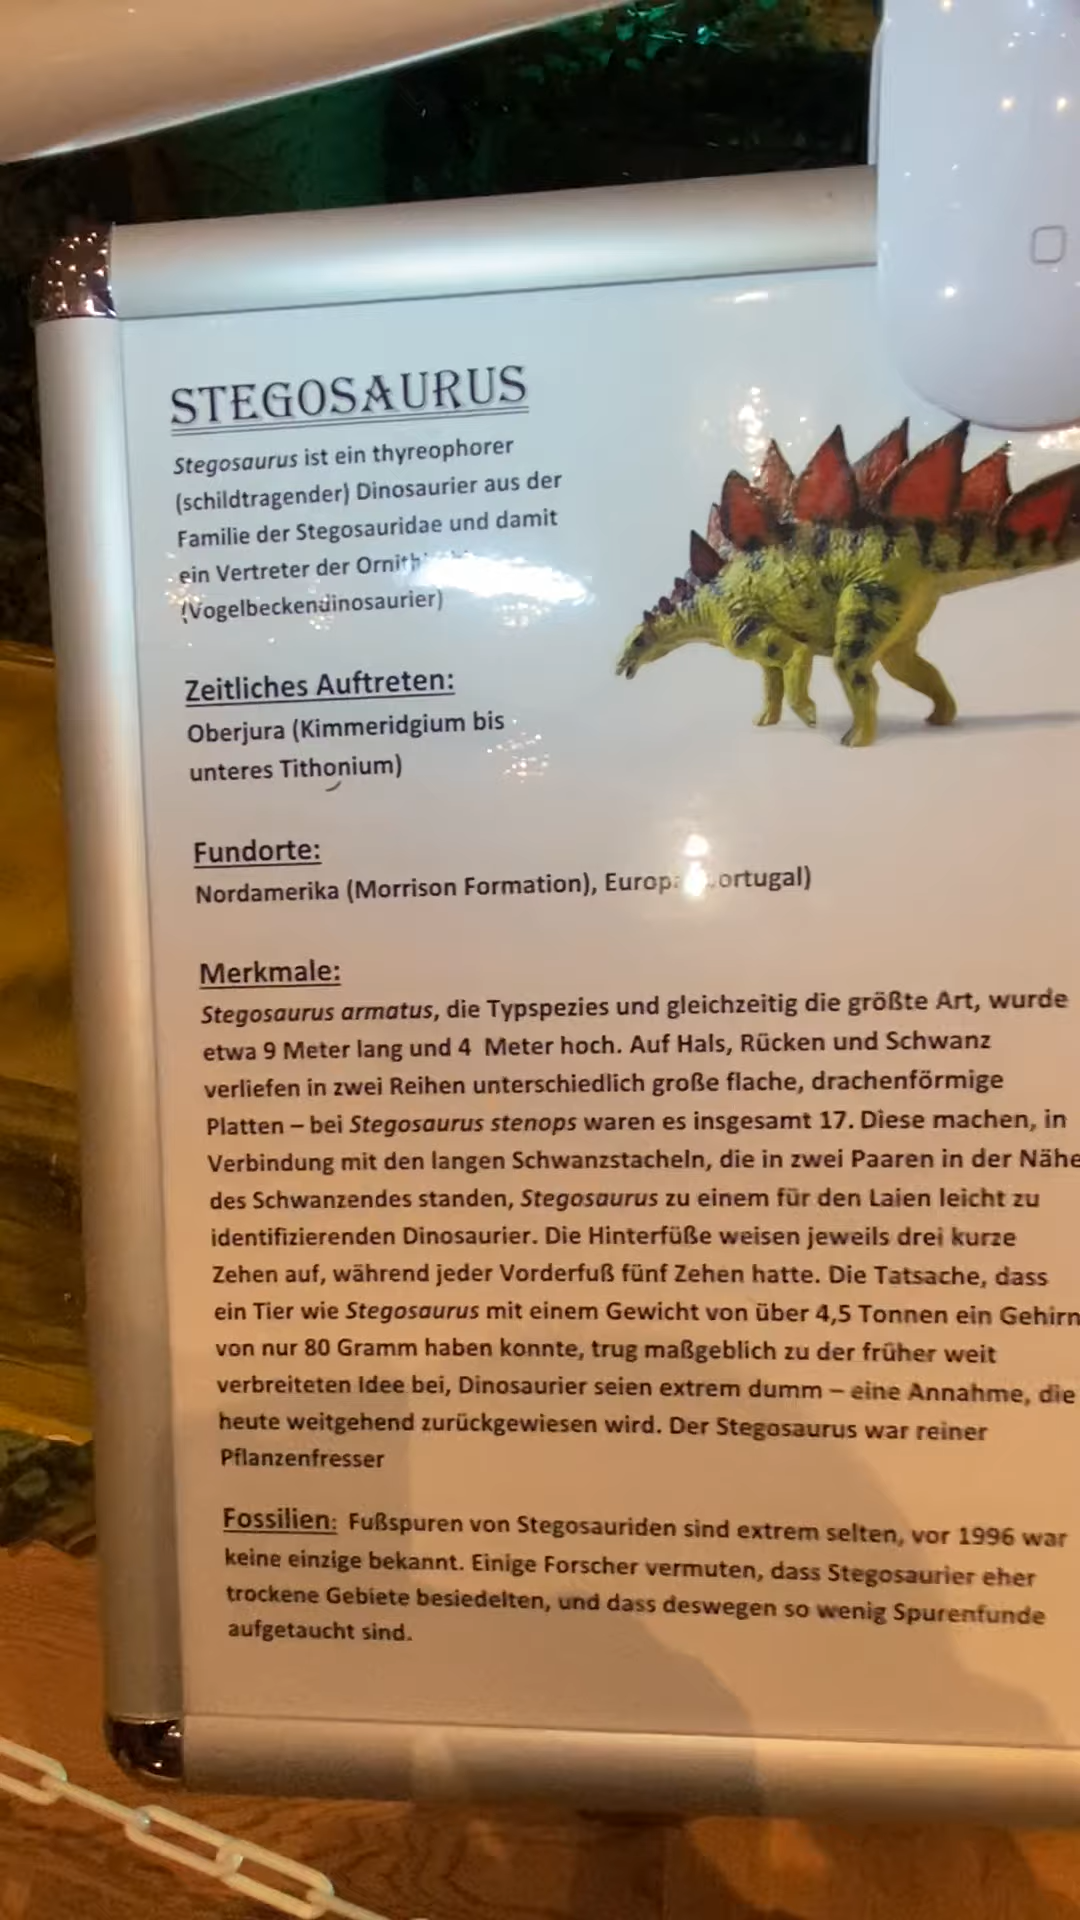 STEGOSAURUS
Stegosaurus ist ein thyreophorer
(schildtragender) Dinosaurier aus der
Familie der Stegosauridae und damit
ein Vertreter der
(Vogelbeckendinosaurier)
Zeitliches Auftreten:
Oberjura (Kimmeridgium bis
unteres Tithonium)
Fundorte:
Nordamerika (Morrison Formation), Europa Portugal)
Merkmale:
Stegosaurus armatus, die Typspezies und gleichzeitig die größte Art, wurde
etwa 9 Meter lang und 4 Meter hoch. Auf Hals, Rücken und Schwanz
verliefen in zwei Reihen unterschiedlich große flache, drachenförmige
Platten – bei Stegosaurus stenops waren es insgesamt 17. Diese machen, in
Verbindung mit den langen Schwanzstacheln, die in zwei Paaren in der Nähe
des Schwanzendes standen, Stegosaurus zu einem für den Laien leicht zu
identifizierenden Dinosaurier. Die Hinterfüße weisen jeweils drei kurze
Zehen auf, während jeder Vorderfuß fünf Zehen hatte. Die Tatsache, dass
ein Tier wie Stegosaurus mit einem Gewicht von über 4,5 Tonnen ein Gehirn
von nur 80 Gramm haben konnte, trug maßgeblich zu der früher weit
verbreiteten Idee bei, Dinosaurier seien extrem dumm – eine Annahme, die
heute weitgehend zurückgewiesen wird. Der Stegosaurus war reiner
Pflanzenfresser
Fossilien: Fußspuren von Stegosauriden sind extrem selten, vor 1996 war
keine einzige bekannt. Einige Forscher vermuten, dass Stegosaurier eher
trockene Gebiete besiedelten, und dass deswegen so wenig Spurenfunde
aufgetaucht sind.